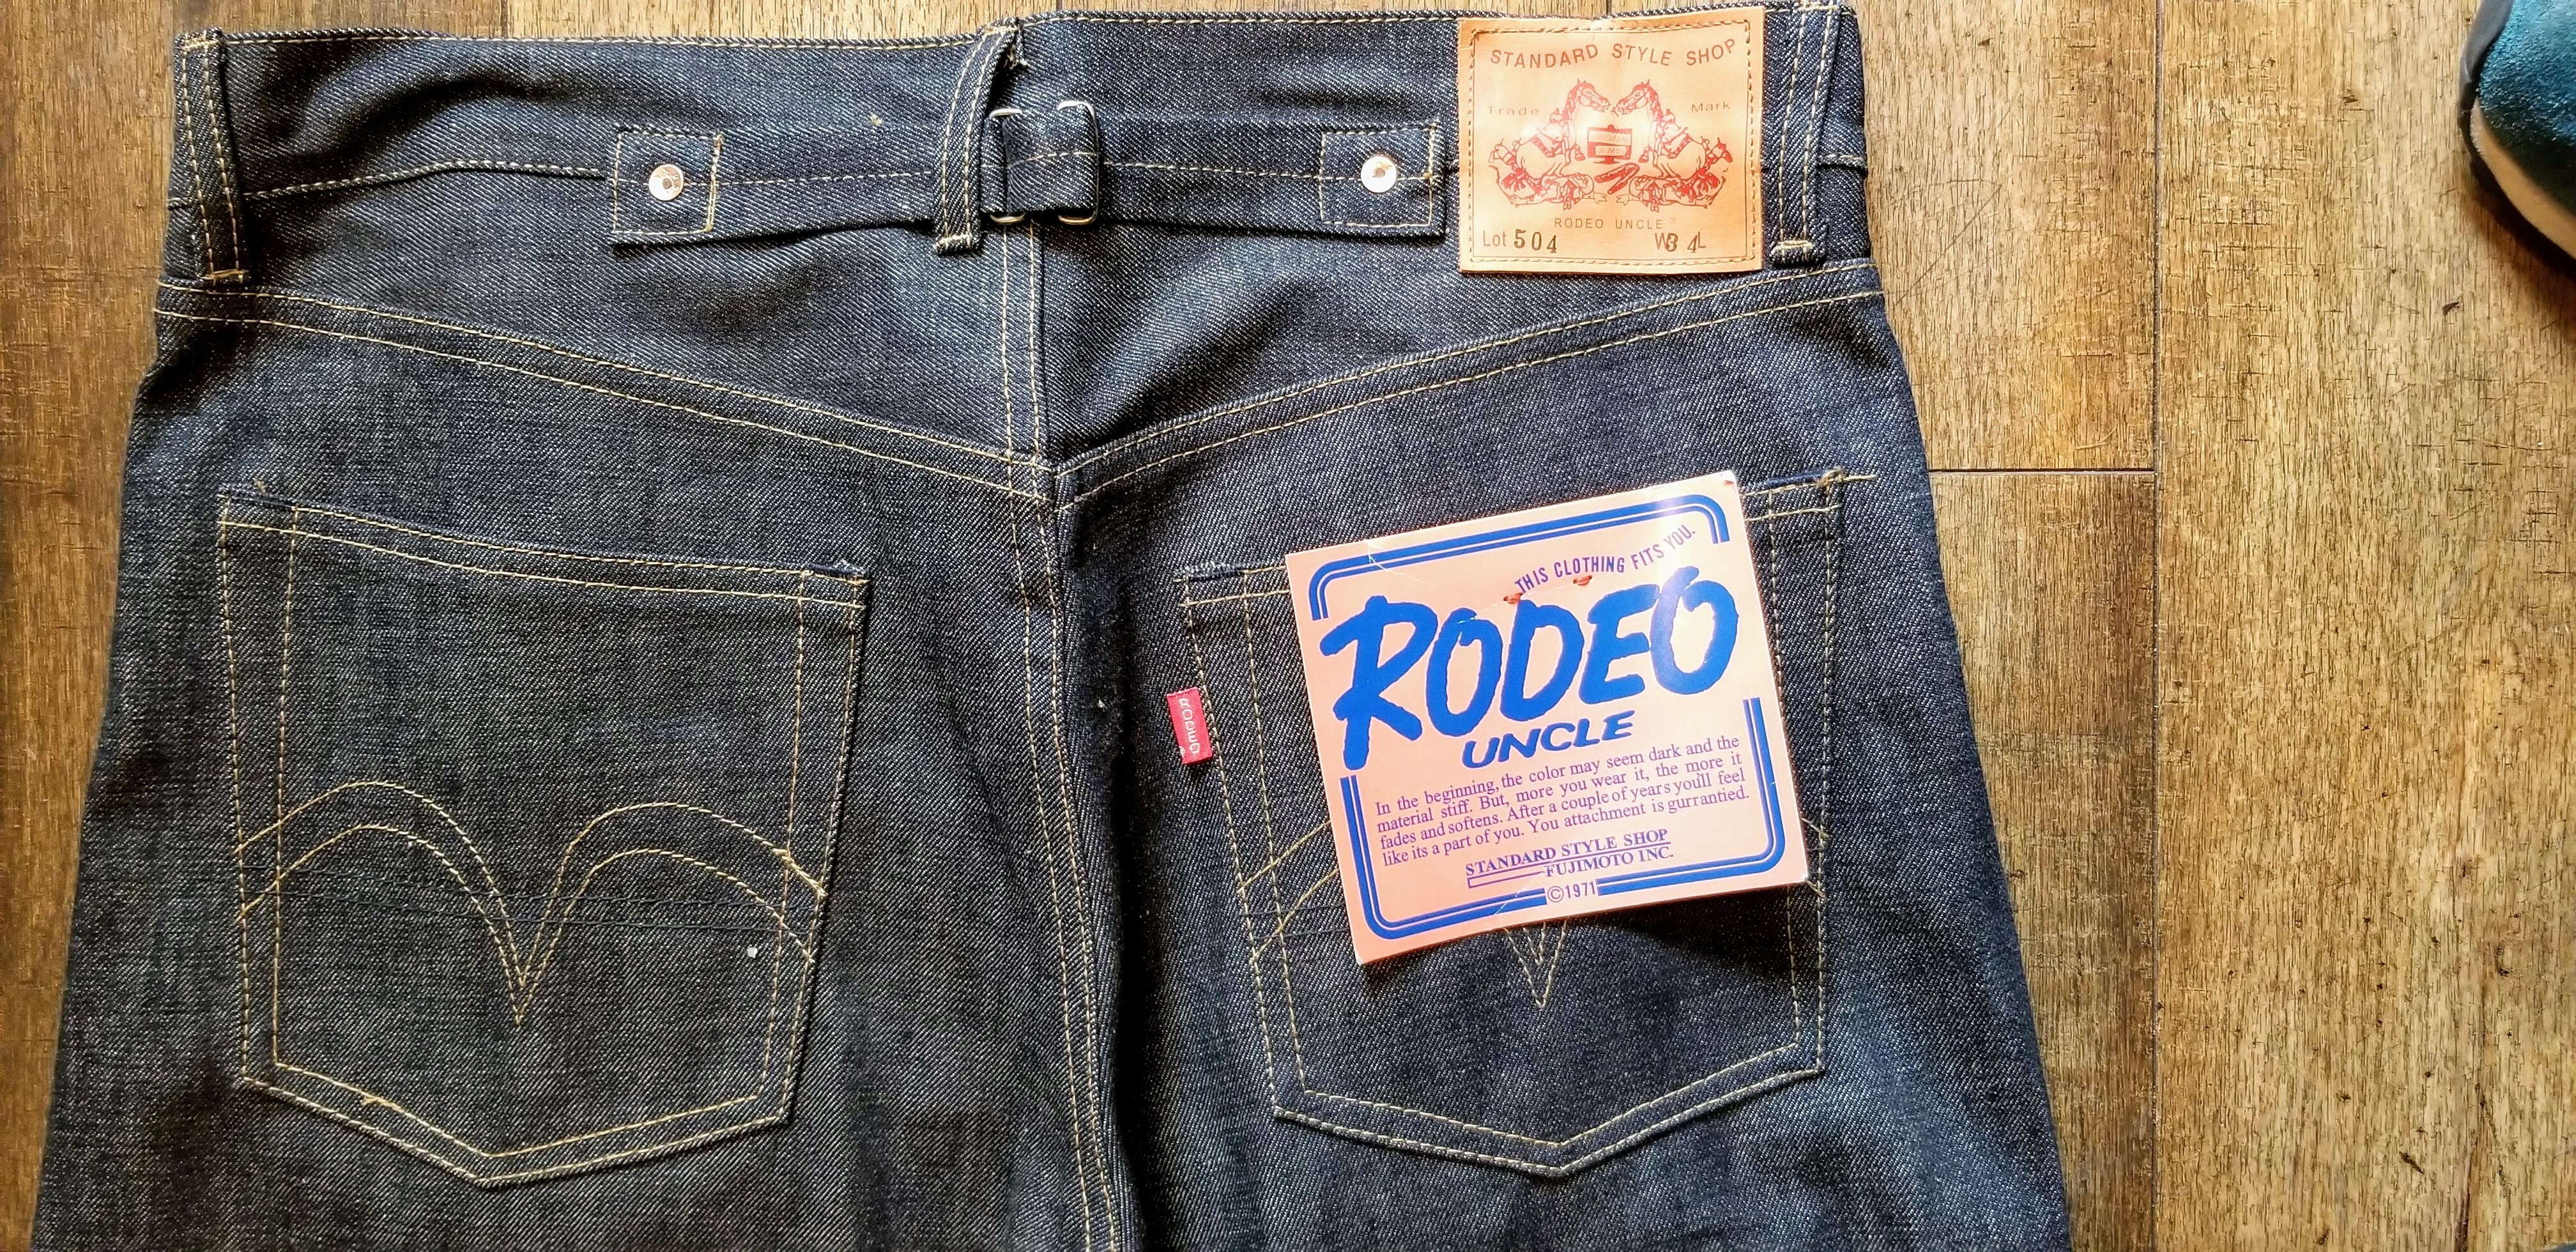 STANDARD STYLE SHOP
Trade Mark
RODEO UNCLE
Lot 504 W34 L
THIS CLOTHING FITS YOU.
RODEO
UNCLE
In the beginning, the color may seem dark and the
material stiff. But, more you wear it, the more it
fades and softens. After a couple of years youll feel
like its a part of you. You attachment is gurrantied.
STANDARD STYLE SHOP
FUJIMOTO INC.
©1971
RODEO